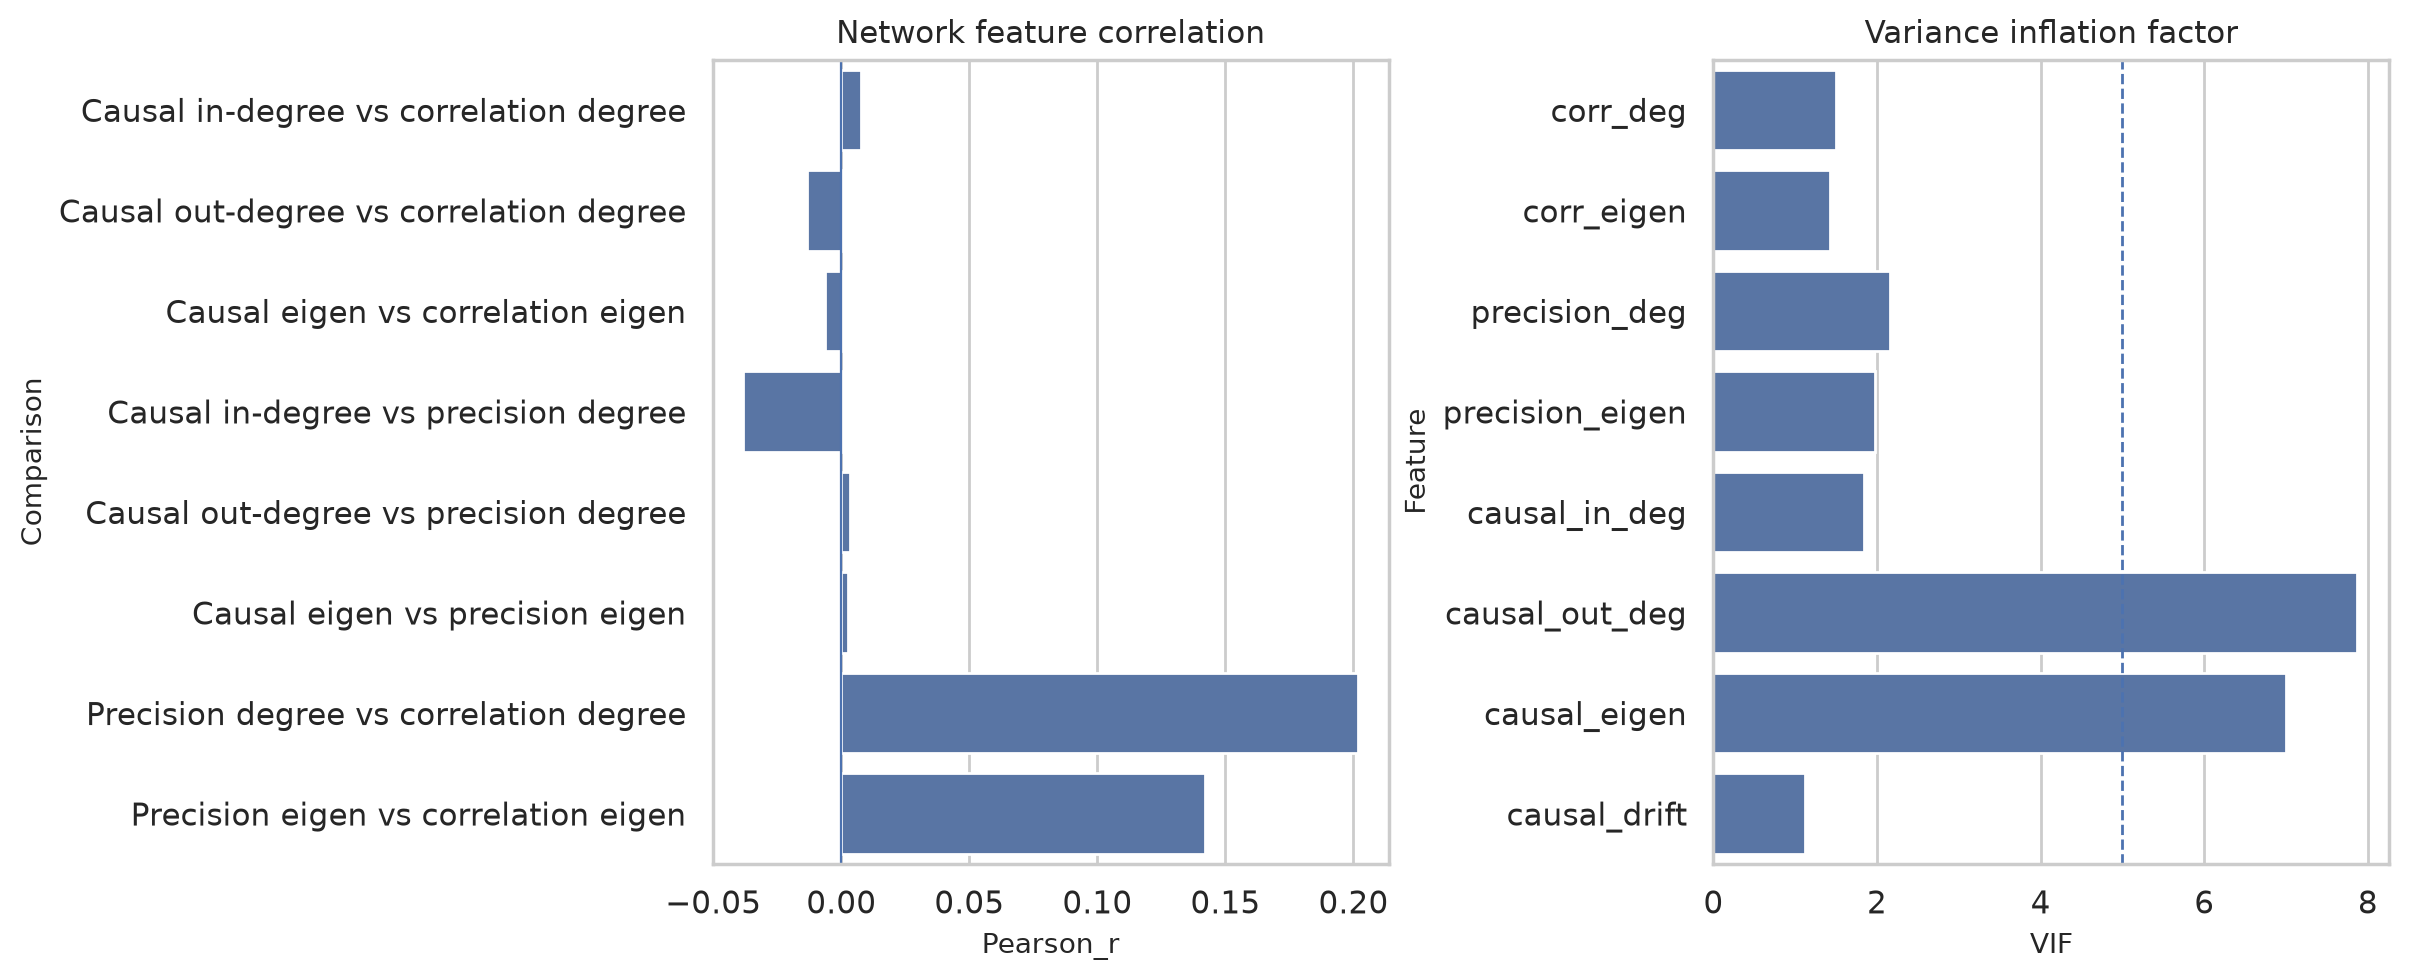 Network feature correlation
Comparison
Causal in-degree vs correlation degree
Causal out-degree vs correlation degree
Causal eigen vs correlation eigen
Causal in-degree vs precision degree
Causal out-degree vs precision degree
Causal eigen vs precision eigen
Precision degree vs correlation degree
Precision eigen vs correlation eigen
−0.05 0.00 0.05 0.10 0.15 0.20
Pearson_r
Variance inflation factor
Feature
corr_deg
corr_eigen
precision_deg
precision_eigen
causal_in_deg
causal_out_deg
causal_eigen
causal_drift
0 2 4 6 8
VIF